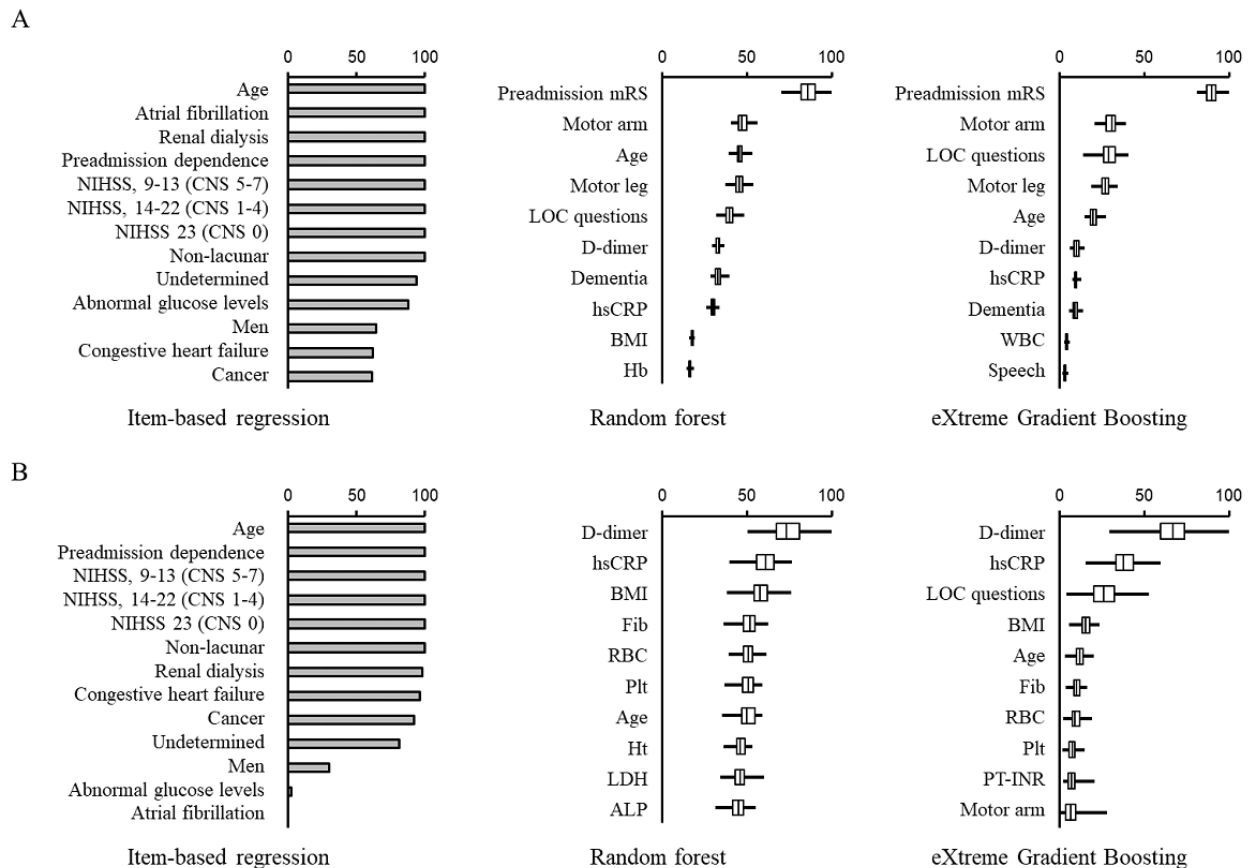 A
0 50 100
Age
Atrial fibrillation
Renal dialysis
Preadmission dependence
NIHSS, 9-13 (CNS 5-7)
NIHSS, 14-22 (CNS 1-4)
NIHSS 23 (CNS 0)
Non-lacunar
Undetermined
Abnormal glucose levels
Men
Congestive heart failure
Cancer
Item-based regression
0 50 100
Preadmission mRS
Motor arm
Age
Motor leg
LOC questions
D-dimer
Dementia
hsCRP
BMI
Hb
Random forest
0 50 100
Preadmission mRS
Motor arm
LOC questions
Motor leg
Age
D-dimer
hsCRP
Dementia
WBC
Speech
eXtreme Gradient Boosting
B
0 50 100
Age
Preadmission dependence
NIHSS, 9-13 (CNS 5-7)
NIHSS, 14-22 (CNS 1-4)
NIHSS 23 (CNS 0)
Non-lacunar
Renal dialysis
Congestive heart failure
Cancer
Undetermined
Men
Abnormal glucose levels
Atrial fibrillation
Item-based regression
0 50 100
D-dimer
hsCRP
BMI
Fib
RBC
Plt
Age
Ht
LDH
ALP
Random forest
0 50 100
D-dimer
hsCRP
LOC questions
BMI
Age
Fib
RBC
Plt
PT-INR
Motor arm
eXtreme Gradient Boosting